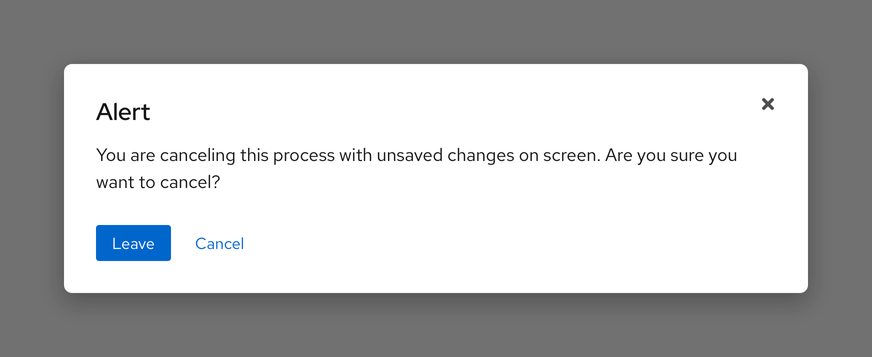 Alert
You are canceling this process with unsaved changes on screen. Are you sure you
want to cancel?
Leave
Cancel